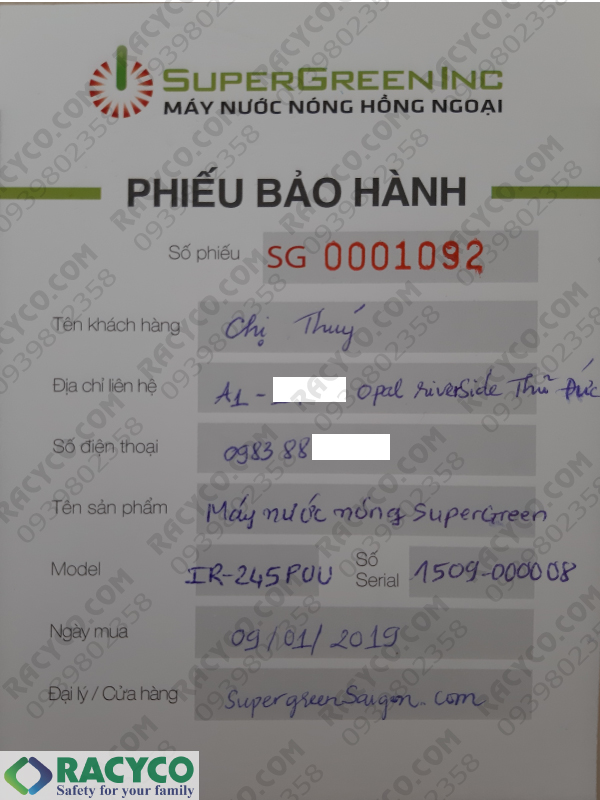 SUPERGREENINC
MÁY NƯỚC NÓNG HỒNG NGOẠI
PHIẾU BẢO HÀNH
Số phiếu SG 0001092
Tên khách hàng Chị Thuý
Địa chỉ liên hệ A1 - Opal riverside Thủ Đức
Số điện thoại 0983 88
Tên sản phẩm Máy nước nóng SuperGreen
Model IR-245PUU Số Serial 1509-000008
Ngày mua 09/01/2019
Đại lý / Cửa hàng SupergreenSaigon.com
RACYCO
Safety for your family
RACYCO.COM
0939802358